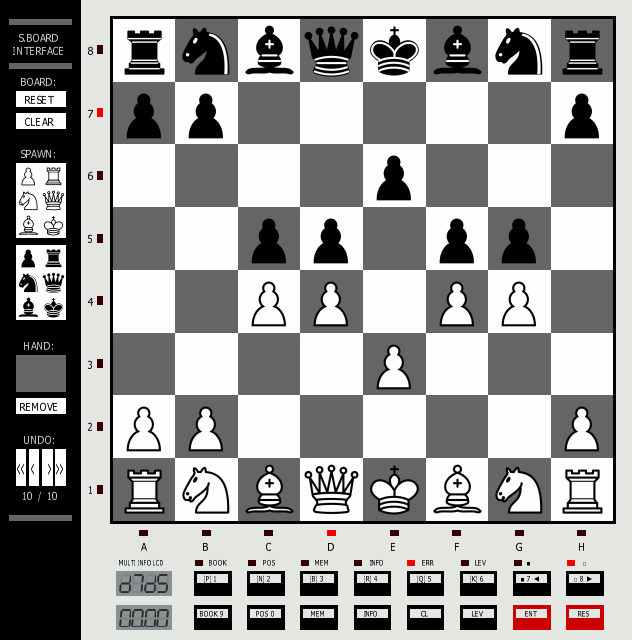 S.BOARD
INTERFACE
BOARD:
RESET
CLEAR
SPAWN:
HAND:
REMOVE
UNDO:
<< < > >>
10 / 10
8
7
6
5
4
3
2
1
A B C D E F G H
MULTI INFO LCD BOOK POS MEM INFO ERR LEV
d7d5 [P] 1 [N] 2 [B] 3 [R] 4 [Q] 5 [K] 6 7 ◀ 8 ▶
0000 BOOK 9 POS 0 MEM INFO CL LEV ENT RES